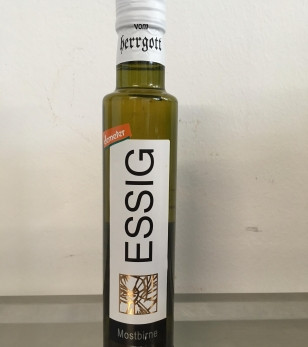 vom
herrgott
demeter
ESSIG
Mostbirne